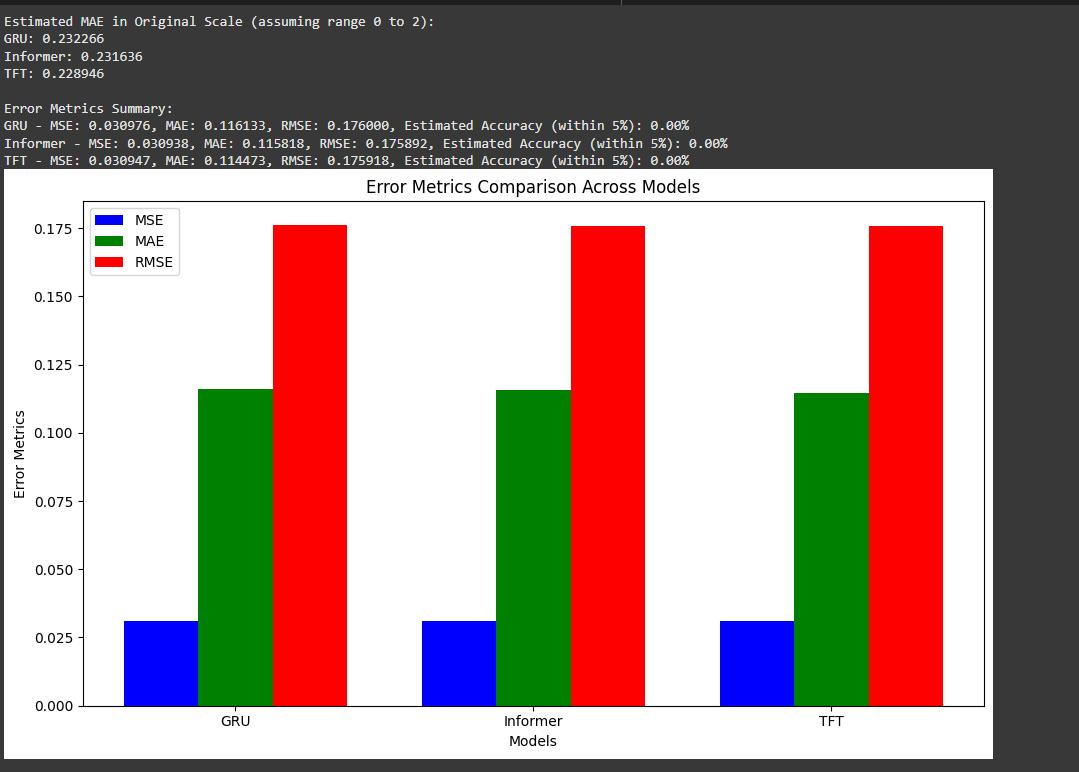 Estimated MAE in Original Scale (assuming range 0 to 2):
GRU: 0.232266
Informer: 0.231636
TFT: 0.228946
Error Metrics Summary:
GRU - MSE: 0.030976, MAE: 0.116133, RMSE: 0.176000, Estimated Accuracy (within 5%): 0.00%
Informer - MSE: 0.030938, MAE: 0.115818, RMSE: 0.175892, Estimated Accuracy (within 5%): 0.00%
TFT - MSE: 0.030947, MAE: 0.114473, RMSE: 0.175918, Estimated Accuracy (within 5%): 0.00%
Error Metrics Comparison Across Models
MSE
MAE
RMSE
0.175
0.150
0.125
0.100
0.075
0.050
0.025
0.000
Error Metrics
GRU
Informer
TFT
Models